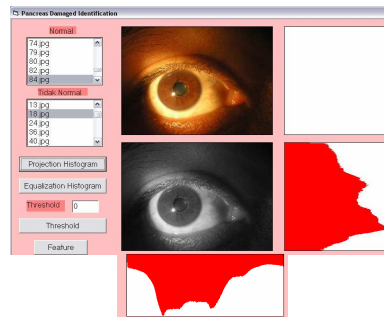 Pancreas Damaged Identification
Normal
74.jpg
79.jpg
80.jpg
82.jpg
84.jpg
Tidak Normal
13.jpg
18.jpg
24.jpg
36.jpg
40.jpg
Projection Histogram
Equalization Histogram
Threshold 0
Threshold
Feature